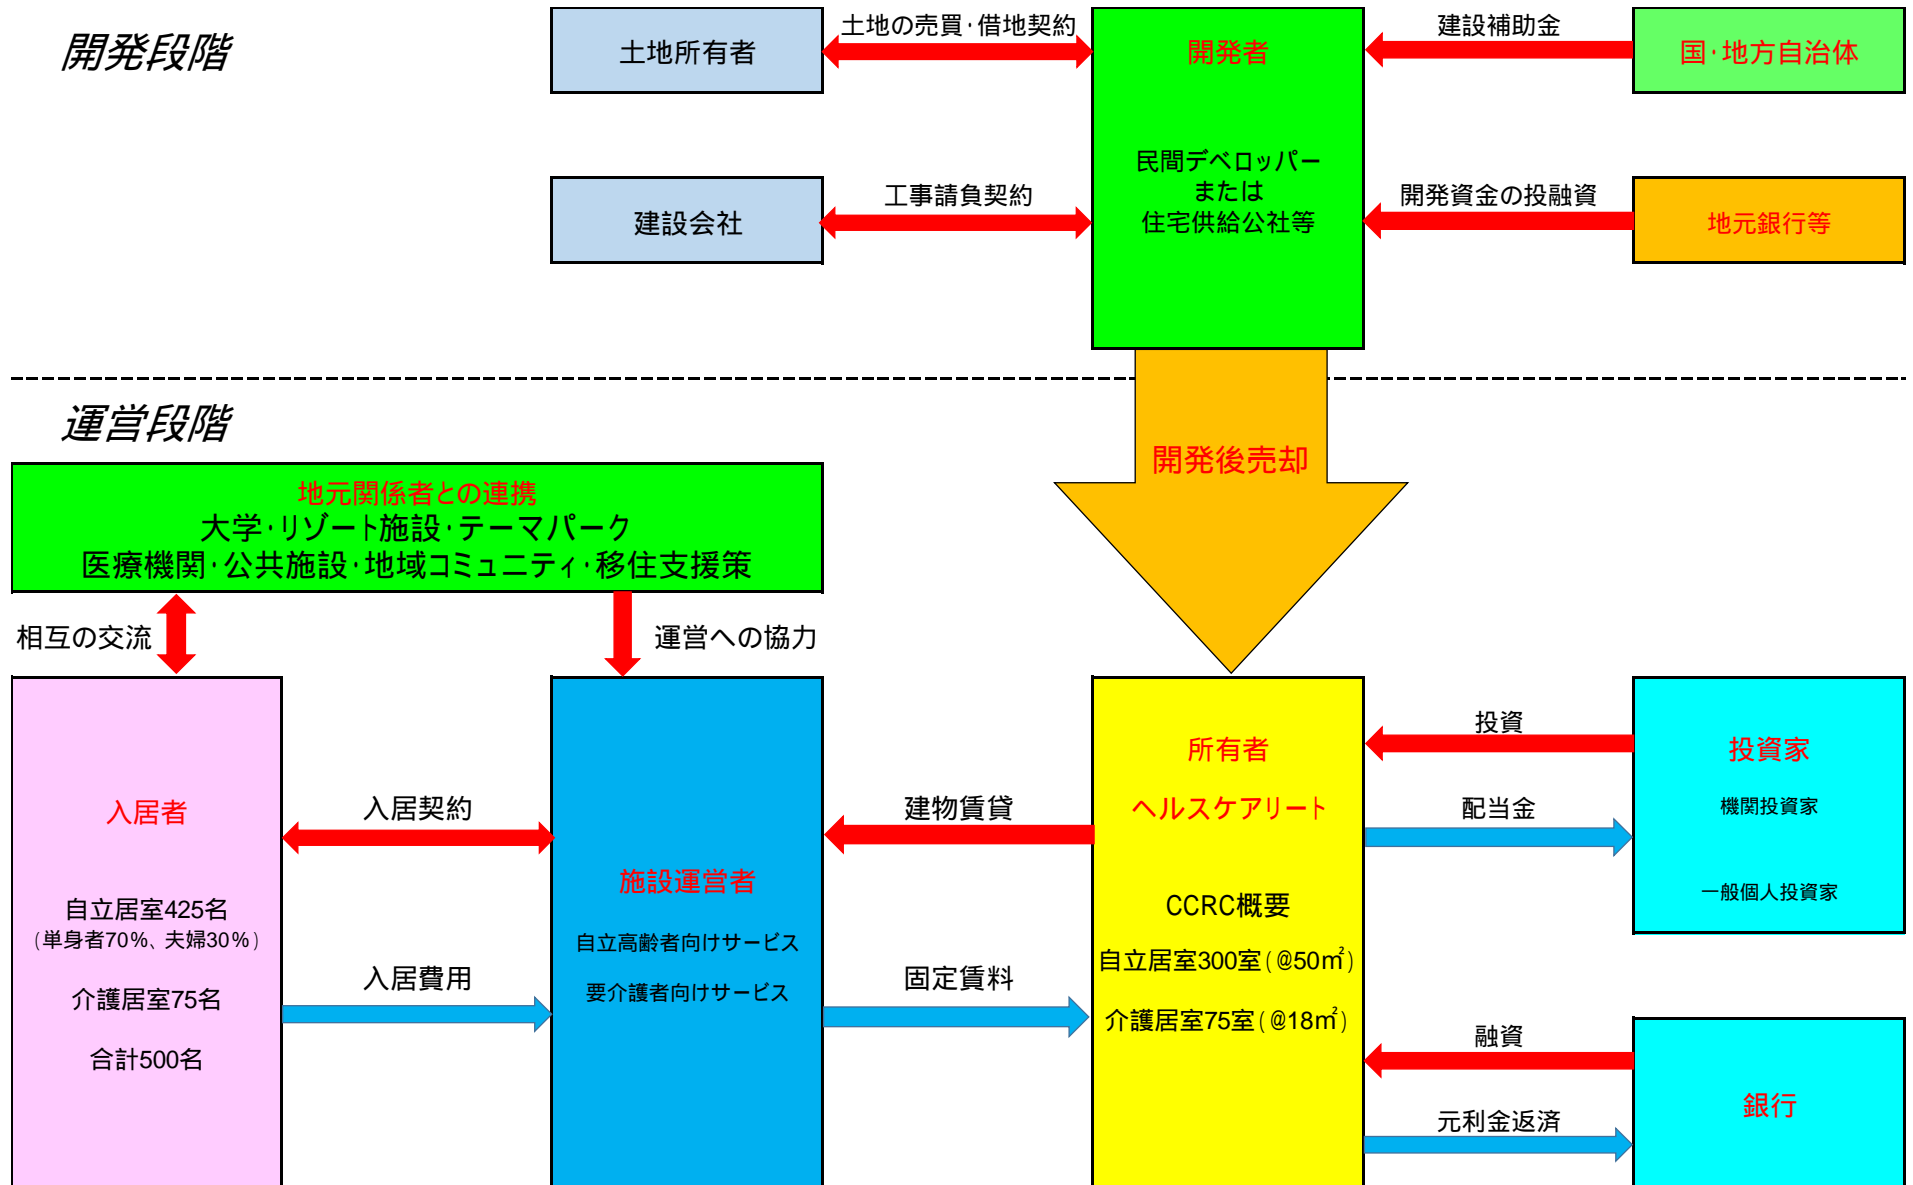 開発段階
土地所有者
土地の売買・借地契約
開発者
建設補助金
国・地方自治体
民間デベロッパー
または
住宅供給公社等
建設会社
工事請負契約
開発資金の投融資
地元銀行等
運営段階
開発後売却
地元関係者との連携
大学・リゾート施設・テーマパーク
医療機関・公共施設・地域コミュニティ・移住支援策
相互の交流
運営への協力
入居者
自立居室425名
(単身者70%、夫婦30%)
介護居室75名
合計500名
入居契約
入居費用
施設運営者
自立高齢者向けサービス
要介護者向けサービス
建物賃貸
固定賃料
所有者
ヘルスケアリート
CCRC概要
自立居室300室(@50㎡)
介護居室75室(@18㎡)
投資
配当金
投資家
機関投資家
一般個人投資家
融資
元利金返済
銀行